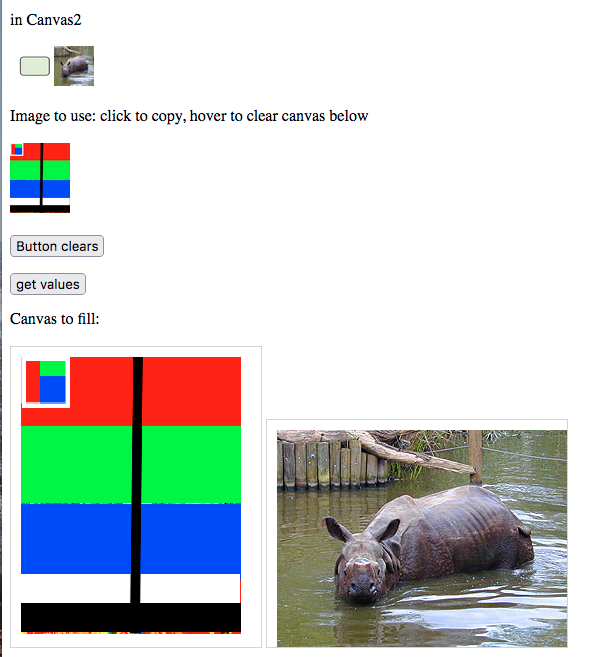 in Canvas2
Image to use: click to copy, hover to clear canvas below
Button clears
get values
Canvas to fill: